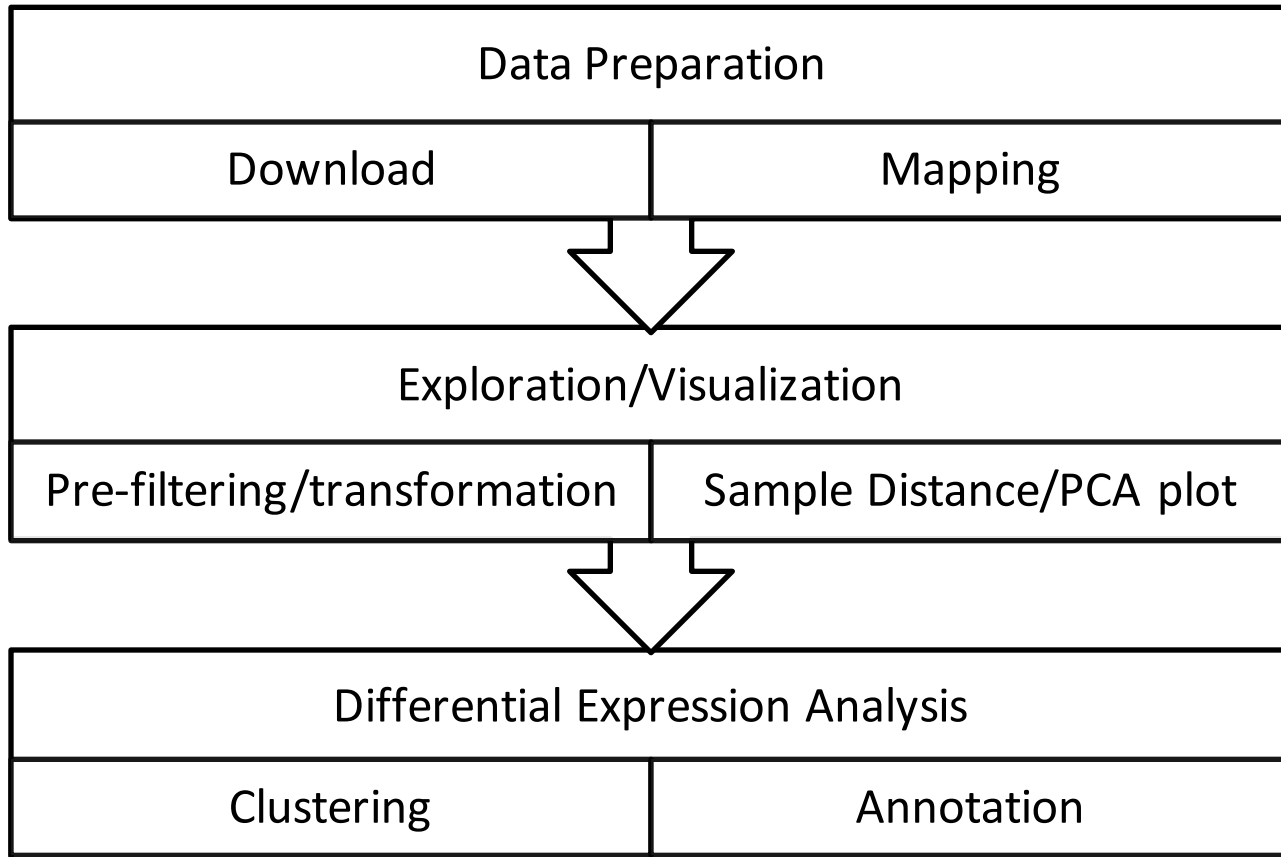 Data Preparation
Download
Mapping
Exploration/Visualization
Pre-filtering/transformation
Sample Distance/PCA plot
Differential Expression Analysis
Clustering
Annotation